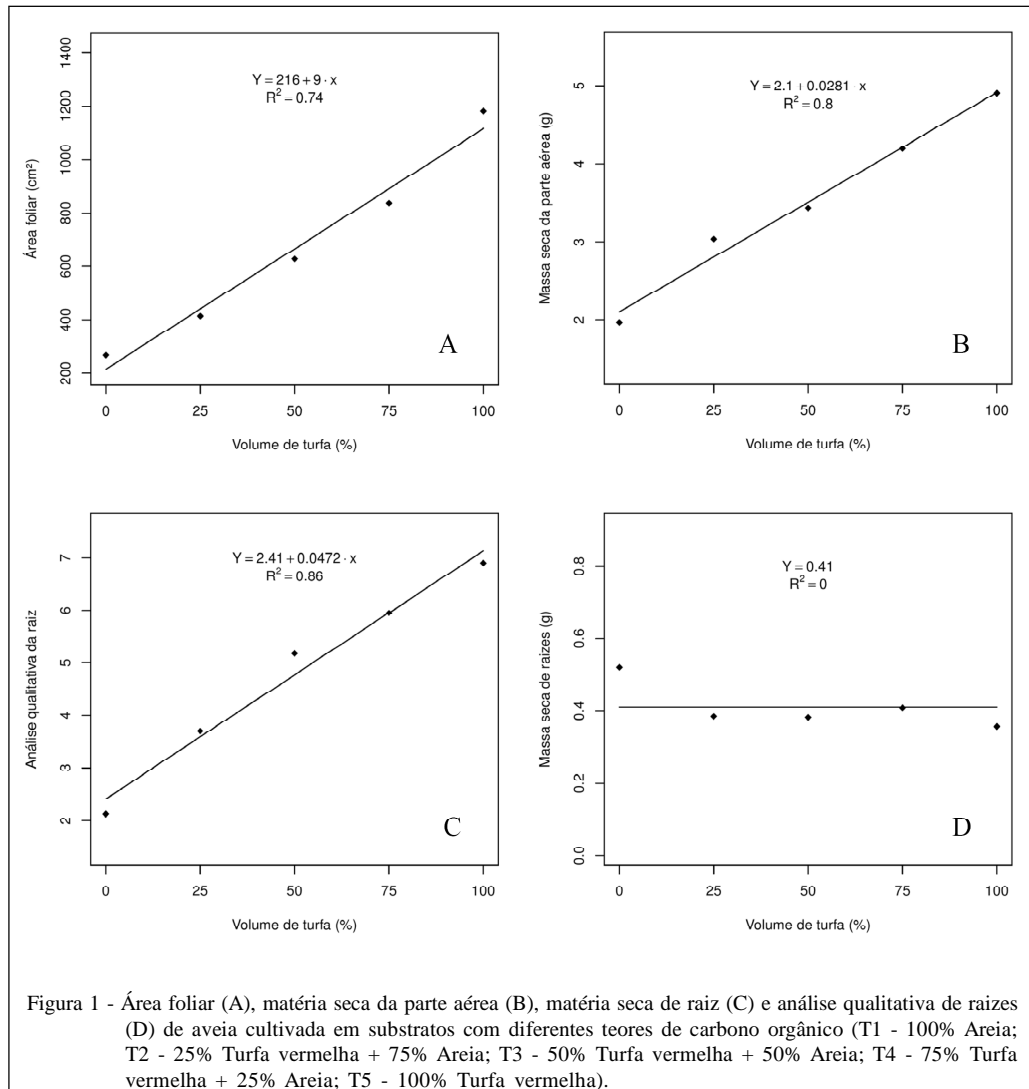 1400
1200
1000
800
600
400
200
Área foliar (cm²)
Y = 216 + 9 · x
R² – 0.74
A
0 25 50 75 100
Volume de turfa (%)
5
4
3
2
Massa seca da parte aérea (g)
Y = 2.1 + 0.0281 · x
R² = 0.8
B
0 25 50 75 100
Volume de turfa (%)
7
6
5
4
3
2
Análise qualitativa da raiz
Y = 2.41 + 0.0472 · x
R² = 0.86
C
0 25 50 75 100
Volume de turfa (%)
0.8
0.6
0.4
0.2
0.0
Massa seca de raizes (g)
Y = 0.41
R² = 0
D
0 25 50 75 100
Volume de turfa (%)
Figura 1 - Área foliar (A), matéria seca da parte aérea (B), matéria seca de raiz (C) e análise qualitativa de raizes
(D) de aveia cultivada em substratos com diferentes teores de carbono orgânico (T1 - 100% Areia;
T2 - 25% Turfa vermelha + 75% Areia; T3 - 50% Turfa vermelha + 50% Areia; T4 - 75% Turfa
vermelha + 25% Areia; T5 - 100% Turfa vermelha).